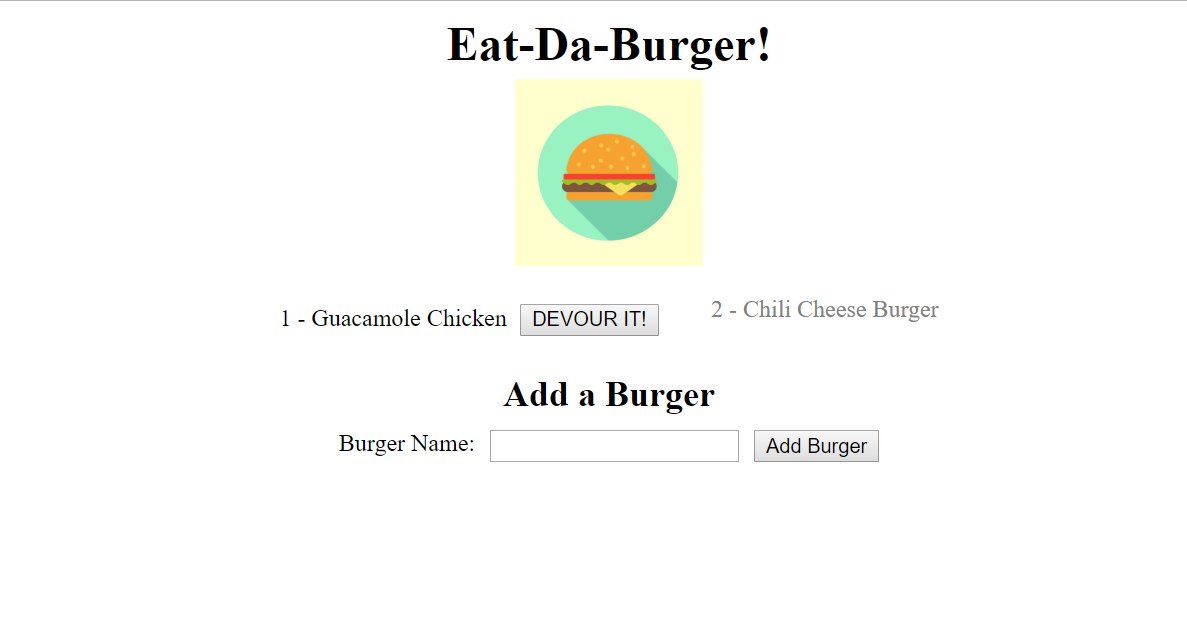 Eat-Da-Burger!
1 - Guacamole Chicken DEVOUR IT! 2 - Chili Cheese Burger
Add a Burger
Burger Name: Add Burger